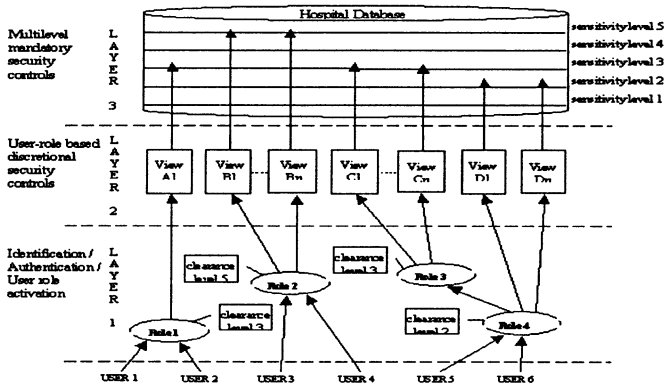 Hospital Database
Multilevel
mandatory
security
controls
L
A
Y
E
R
3
sensitivity level 5
sensitivity level 4
sensitivity level 3
sensitivity level 2
sensitivity level 1
User-role based
discretional
security
controls
L
A
Y
E
R
2
View
A1
View
B1
View
Bn
View
C1
View
Cn
View
D1
View
Dn
Identification /
Authentication /
User role
activation
L
A
Y
E
R
1
clearance
level 5
clearance
level 3
Role 2
Role 3
clearance
level 3
clearance
level 2
Role 1
Role 4
USER 1
USER 2
USER 3
USER 4
USER 5
USER 6